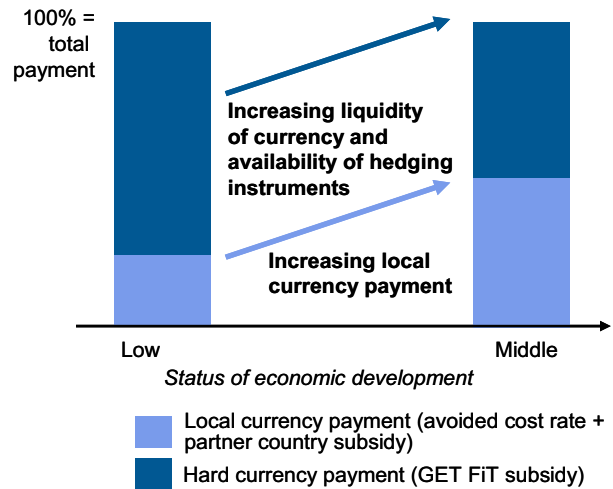 100% =
total
payment
Increasing liquidity
of currency and
availability of hedging
instruments
Increasing local
currency payment
Low
Middle
Status of economic development
Local currency payment (avoided cost rate +
partner country subsidy)
Hard currency payment (GET FiT subsidy)